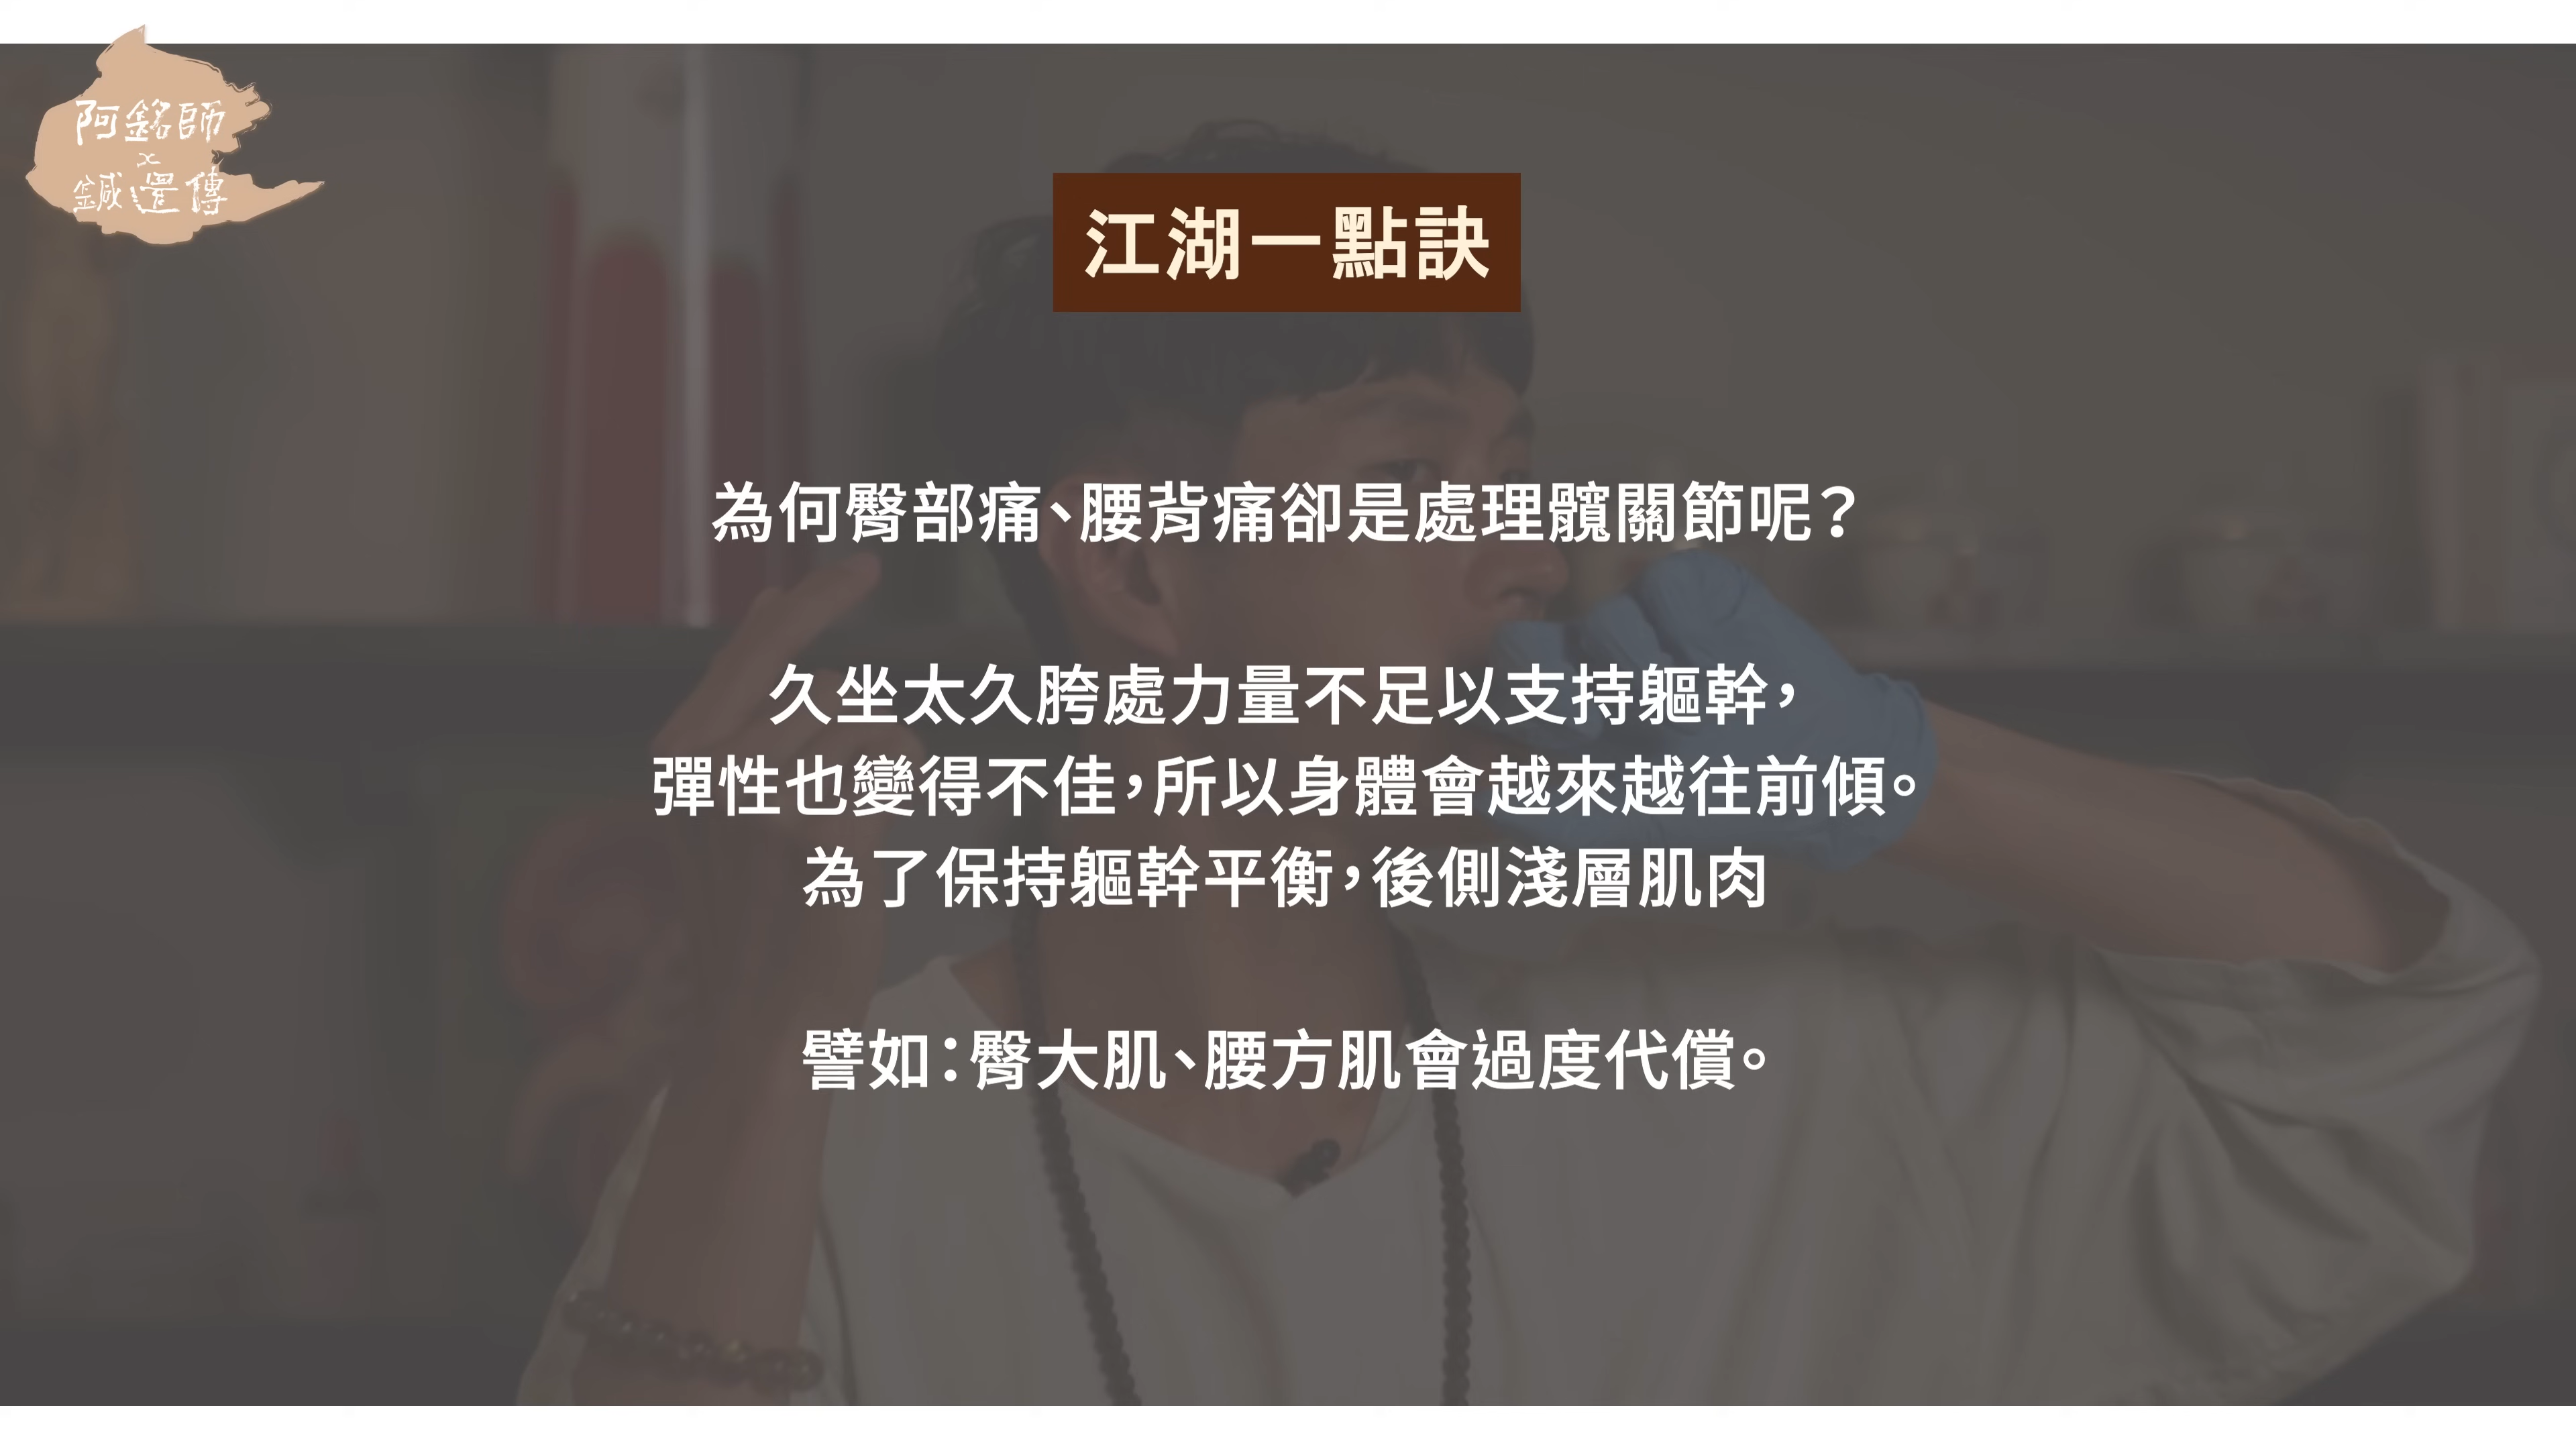 阿銘師
x
鍼邊傳
江湖一點訣
為何臀部痛、腰背痛卻是處理髖關節呢？
久坐太久胯處力量不足以支持軀幹，
彈性也變得不佳，所以身體會越來越往前傾。
為了保持軀幹平衡，後側淺層肌肉
譬如：臀大肌、腰方肌會過度代償。